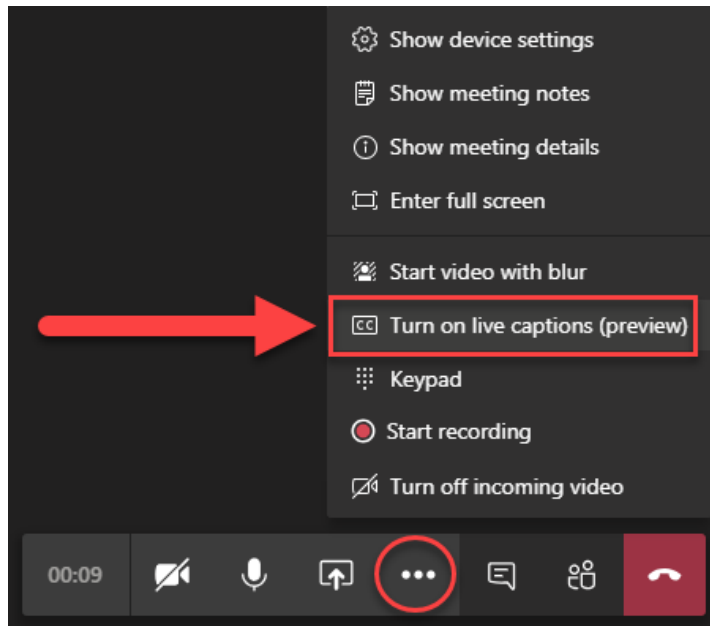 Show device settings
Show meeting notes
Show meeting details
Enter full screen
Start video with blur
CC Turn on live captions (preview)
Keypad
Start recording
Turn off incoming video
00:09